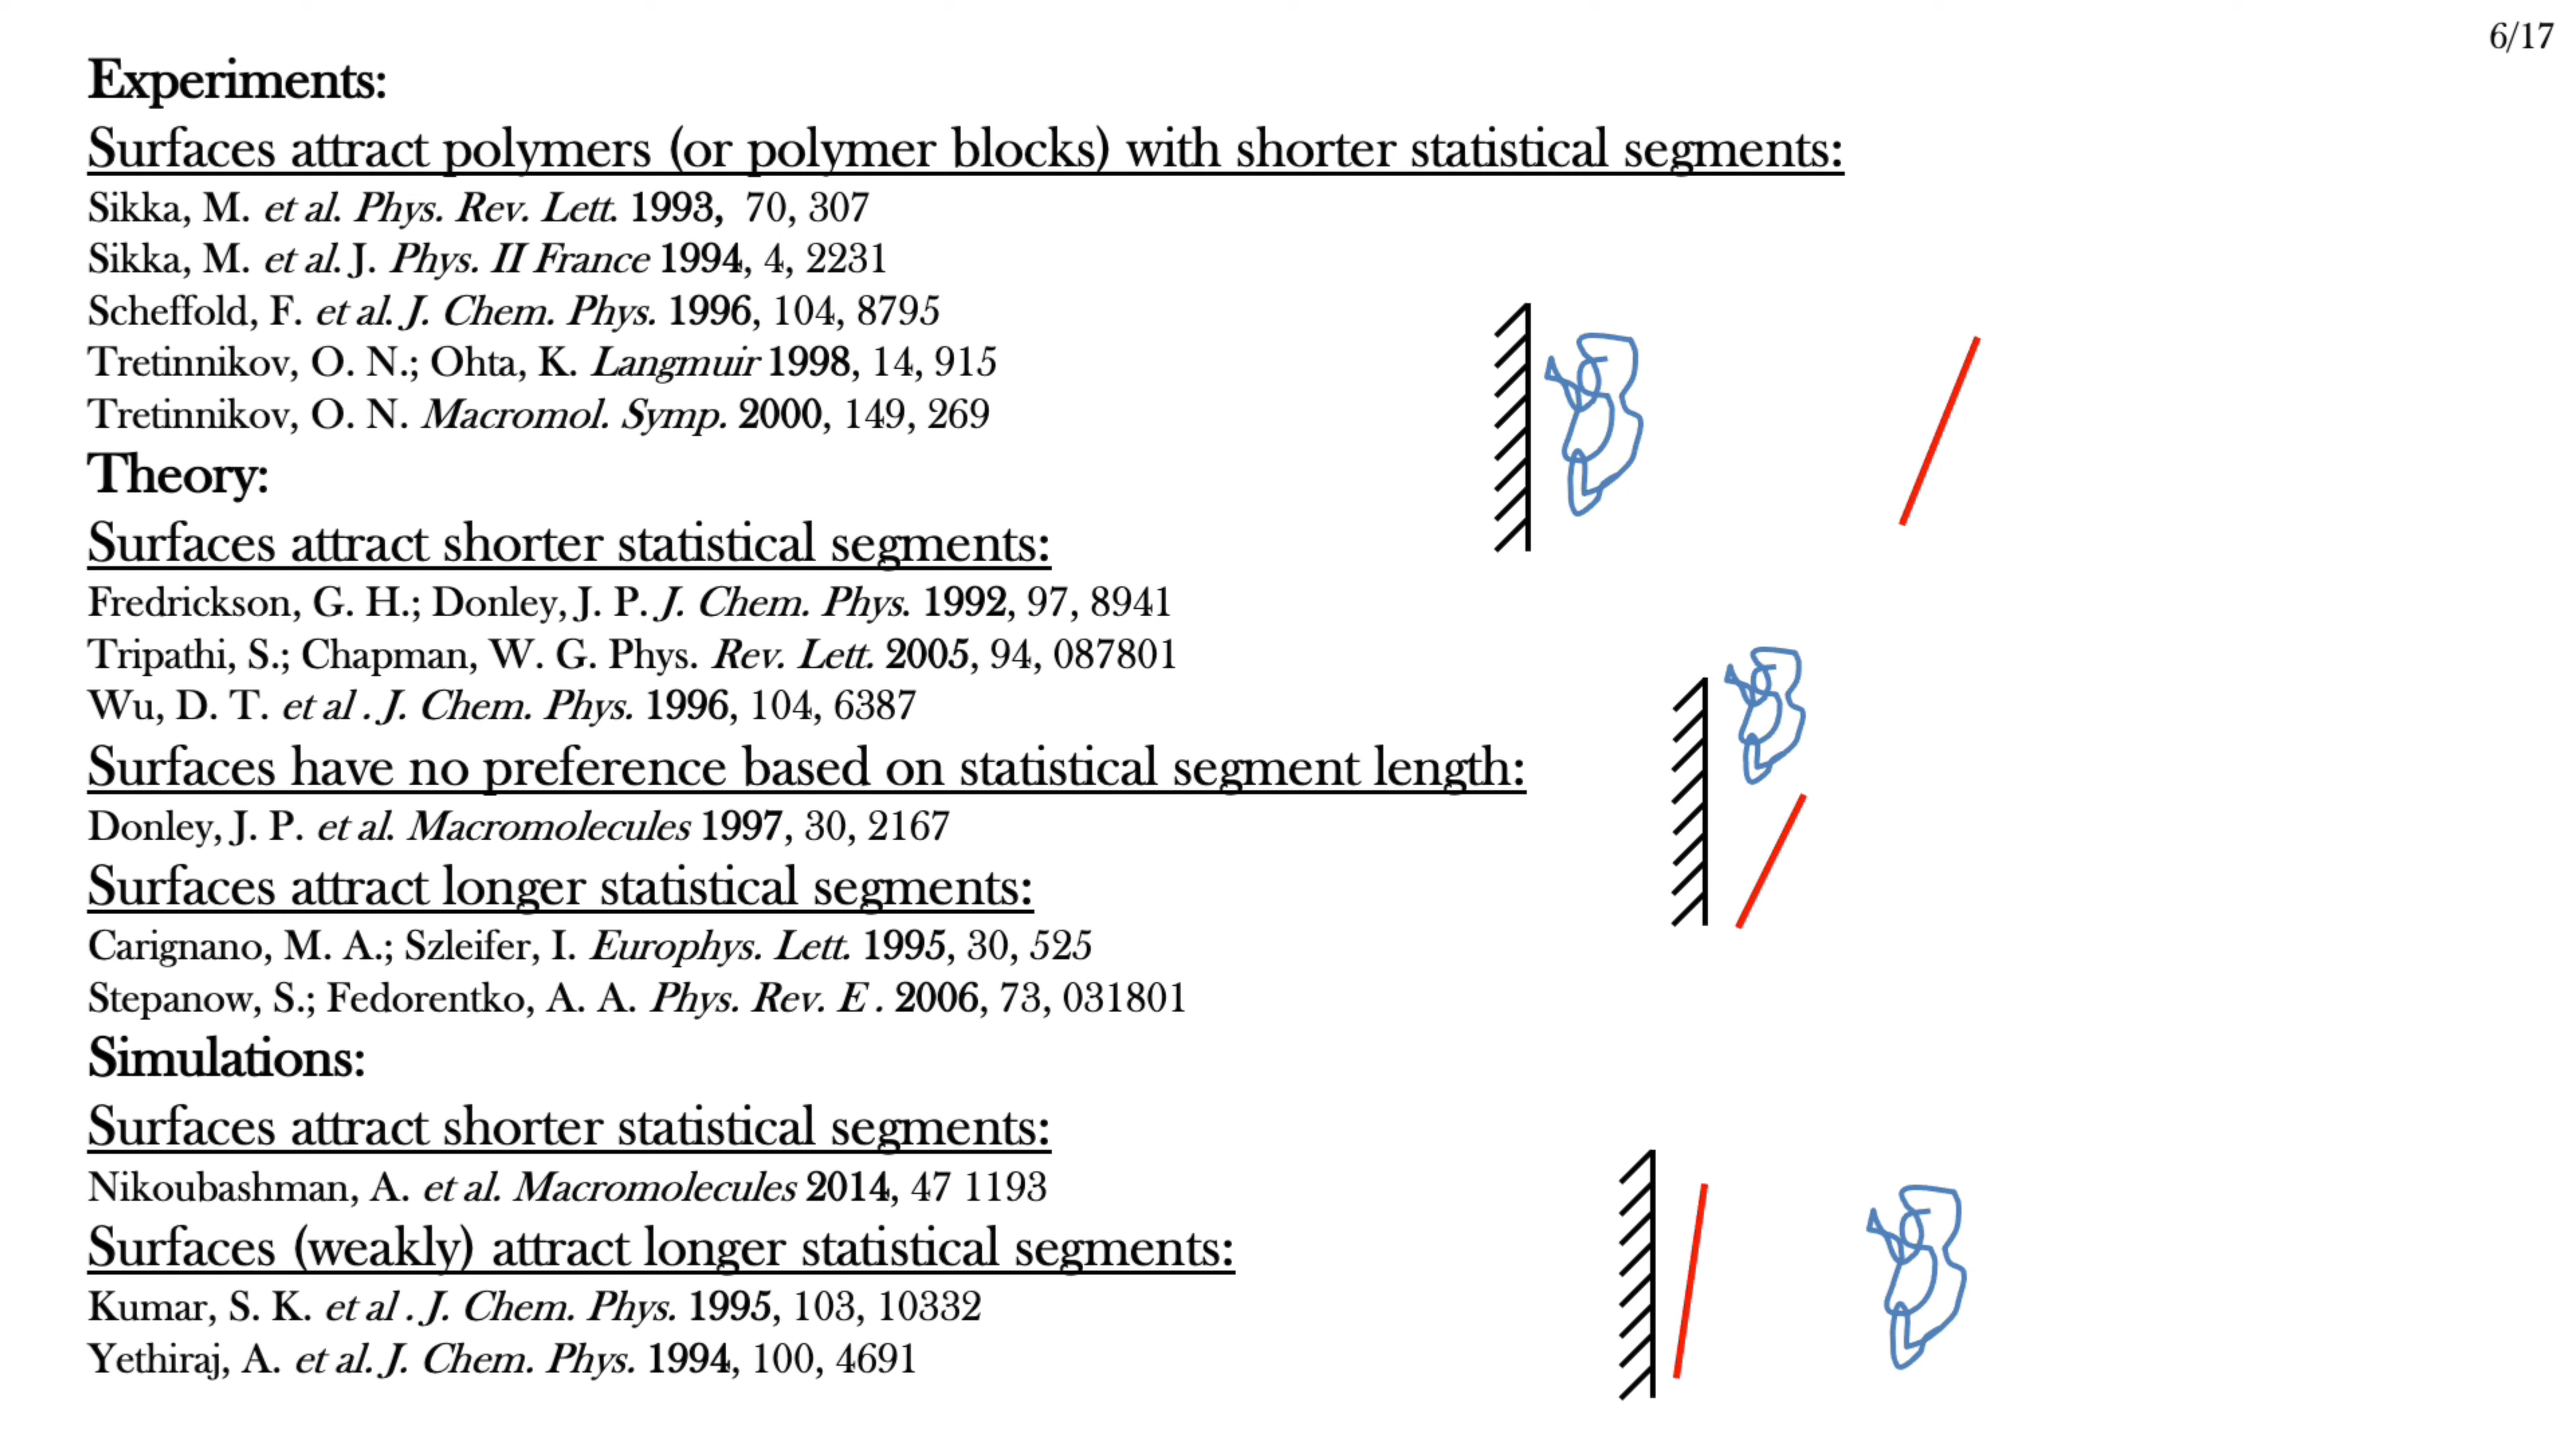 6/17
Experiments:
Surfaces attract polymers (or polymer blocks) with shorter statistical segments:
Sikka, M. et al. Phys. Rev. Lett. 1993, 70, 307
Sikka, M. et al. J. Phys. II France 1994, 4, 2231
Scheffold, F. et al. J. Chem. Phys. 1996, 104, 8795
Tretinnikov, O. N.; Ohta, K. Langmuir 1998, 14, 915
Tretinnikov, O. N. Macromol. Symp. 2000, 149, 269
Theory:
Surfaces attract shorter statistical segments:
Fredrickson, G. H.; Donley, J. P. J. Chem. Phys. 1992, 97, 8941
Tripathi, S.; Chapman, W. G. Phys. Rev. Lett. 2005, 94, 087801
Wu, D. T. et al . J. Chem. Phys. 1996, 104, 6387
Surfaces have no preference based on statistical segment length:
Donley, J. P. et al. Macromolecules 1997, 30, 2167
Surfaces attract longer statistical segments:
Carignano, M. A.; Szleifer, I. Europhys. Lett. 1995, 30, 525
Stepanow, S.; Fedorentko, A. A. Phys. Rev. E . 2006, 73, 031801
Simulations:
Surfaces attract shorter statistical segments:
Nikoubashman, A. et al. Macromolecules 2014, 47 1193
Surfaces (weakly) attract longer statistical segments:
Kumar, S. K. et al . J. Chem. Phys. 1995, 103, 10332
Yethiraj, A. et al. J. Chem. Phys. 1994, 100, 4691